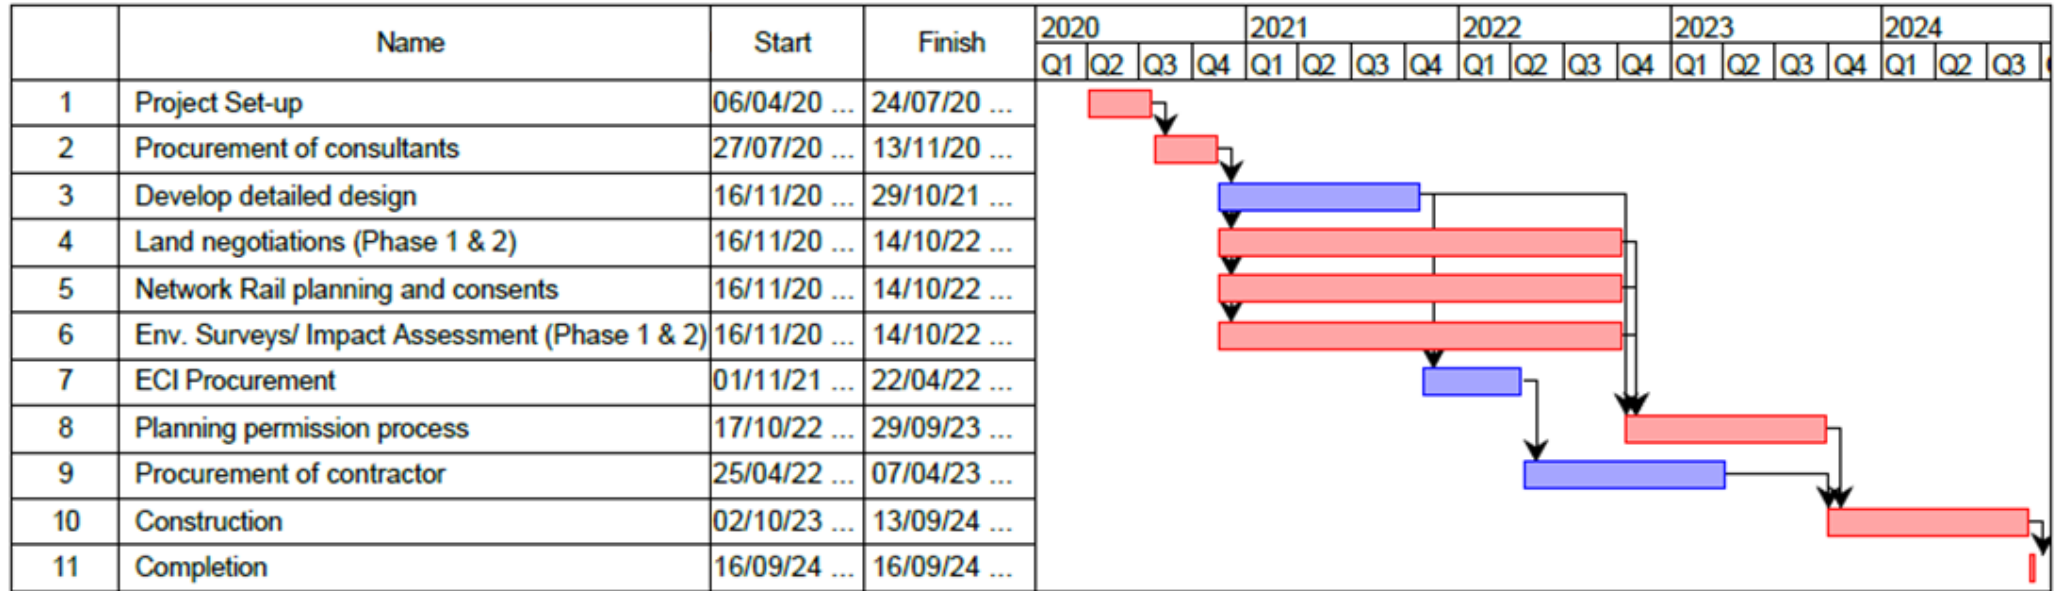 Name Start Finish 2020 2021 2022 2023 2024
Q1 Q2 Q3 Q4 Q1 Q2 Q3 Q4 Q1 Q2 Q3 Q4 Q1 Q2 Q3 Q4 Q1 Q2 Q3
1 Project Set-up 06/04/20 ... 24/07/20 ...
2 Procurement of consultants 27/07/20 ... 13/11/20 ...
3 Develop detailed design 16/11/20 ... 29/10/21 ...
4 Land negotiations (Phase 1 & 2) 16/11/20 ... 14/10/22 ...
5 Network Rail planning and consents 16/11/20 ... 14/10/22 ...
6 Env. Surveys/ Impact Assessment (Phase 1 & 2) 16/11/20 ... 14/10/22 ...
7 ECI Procurement 01/11/21 ... 22/04/22 ...
8 Planning permission process 17/10/22 ... 29/09/23 ...
9 Procurement of contractor 25/04/22 ... 07/04/23 ...
10 Construction 02/10/23 ... 13/09/24 ...
11 Completion 16/09/24 ... 16/09/24 ...